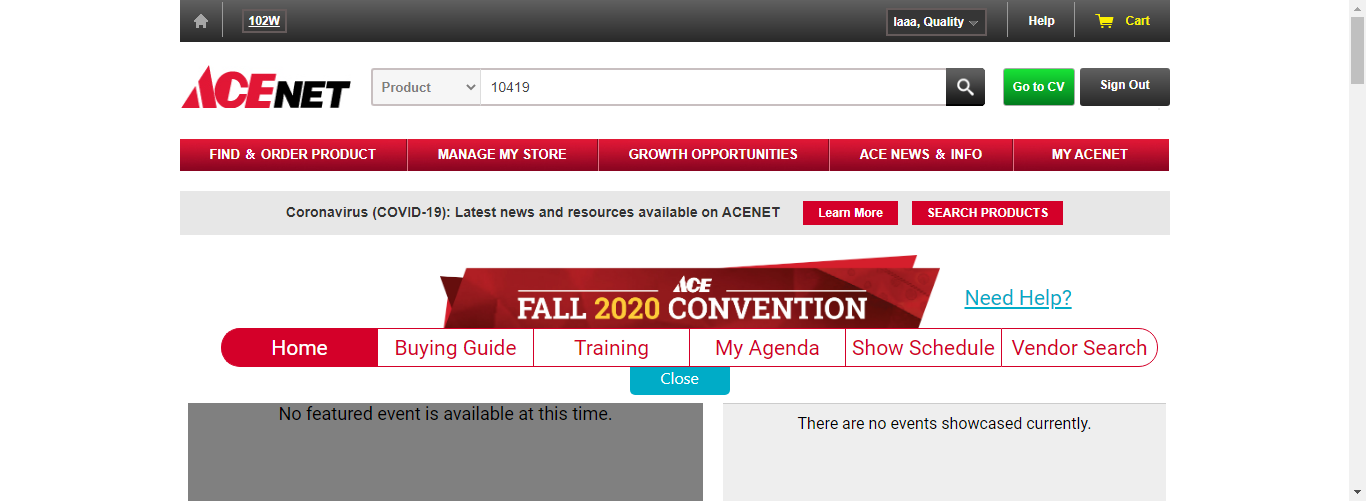 102W
Iaaa, Quality
Help
Cart
ACENET
Product
10419
Go to CV
Sign Out
FIND & ORDER PRODUCT
MANAGE MY STORE
GROWTH OPPORTUNITIES
ACE NEWS & INFO
MY ACENET
Coronavirus (COVID-19): Latest news and resources available on ACENET
Learn More
SEARCH PRODUCTS
ACE
FALL 2020 CONVENTION
Need Help?
Home
Buying Guide
Training
My Agenda
Show Schedule
Vendor Search
Close
No featured event is available at this time.
There are no events showcased currently.